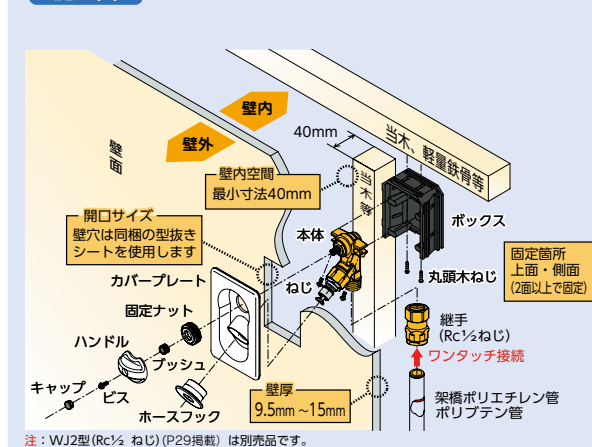 壁内
壁外
壁面
40mm
当木、軽量鉄骨等
当木等
壁内空間
最小寸法40mm
開口サイズ
壁穴は同梱の型抜き
シートを使用します
本体
ボックス
ねじ
丸頭木ねじ
固定箇所
上面・側面
(2面以上で固定)
カバープレート
固定ナット
ハンドル
ブッシュ
キャップ
ビス
ホースフック
継手
(Rc½ねじ)
ワンタッチ接続
壁厚
9.5mm~15mm
架橋ポリエチレン管
ポリブテン管
注：WJ2型(Rc½ ねじ)(P29掲載) は別売品です。